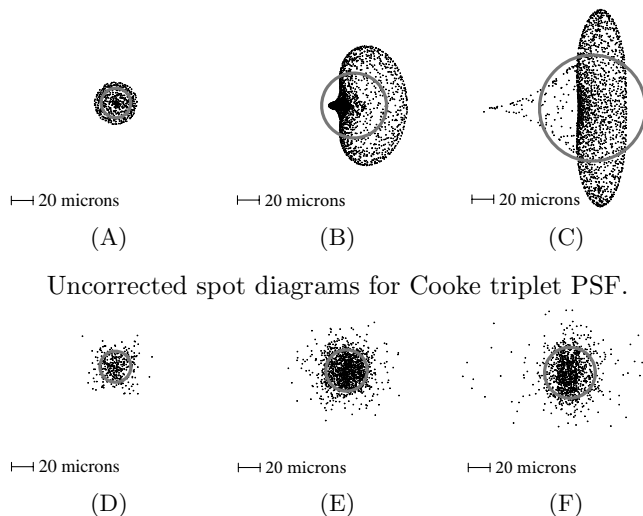 20 microns 20 microns 20 microns
(A) (B) (C)
Uncorrected spot diagrams for Cooke triplet PSF.
20 microns 20 microns 20 microns
(D) (E) (F)